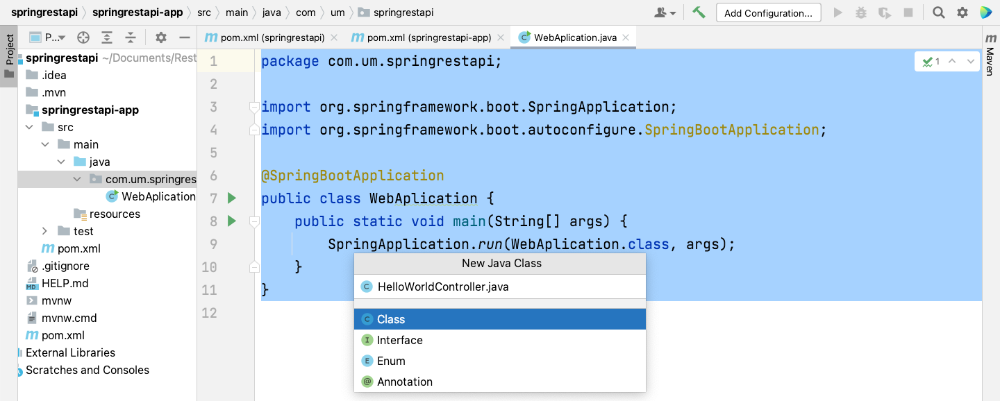 springrestapi springrestapi-app src main java com um springrestapi
Add Configuration...
Project
P...
pom.xml (springrestapi)
pom.xml (springrestapi-app)
WebAplication.java
Maven
springrestapi ~/Documents/Rest
.idea
.mvn
springrestapi-app
src
main
java
com.um.springres
WebAplication
resources
test
pom.xml
.gitignore
HELP.md
mvnw
mvnw.cmd
pom.xml
External Libraries
Scratches and Consoles
1 package com.um.springrestapi;
1
2
3 import org.springframework.boot.SpringApplication;
4 import org.springframework.boot.autoconfigure.SpringBootApplication;
5
6 @SpringBootApplication
7 public class WebAplication {
8 public static void main(String[] args) {
9 SpringApplication.run(WebAplication.class, args);
10 }
11 }
12
New Java Class
HelloWorldController.java
Class
Interface
Enum
Annotation